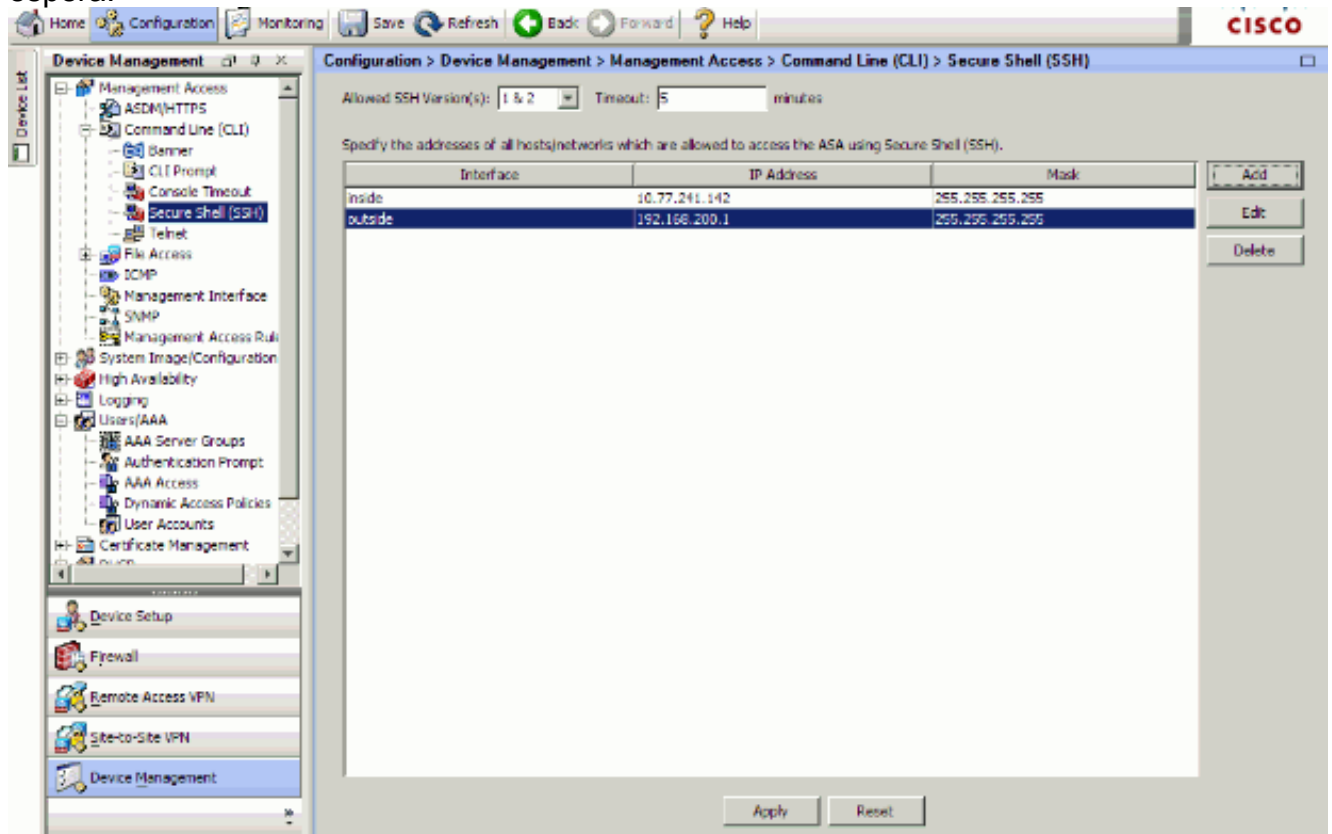 espera.
Home Configuration Monitoring Save Refresh Back Forward Help
CISCO
Device List
Device Management
Management Access
ASDM/HTTPS
Command Line (CLI)
Banner
CLI Prompt
Console Timeout
Secure Shell (SSH)
Telnet
File Access
ICMP
Management Interface
SNMP
Management Access Rule
System Image/Configuration
High Availability
Logging
Users/AAA
AAA Server Groups
Authentication Prompt
AAA Access
Dynamic Access Policies
User Accounts
Certificate Management
Device Setup
Firewall
Remote Access VPN
Site-to-Site VPN
Device Management
Configuration > Device Management > Management Access > Command Line (CLI) > Secure Shell (SSH)
Allowed SSH Version(s): 1 & 2 Timeout: 5 minutes
Specify the addresses of all hosts/networks which are allowed to access the ASA using Secure Shell (SSH).
Interface IP Address Mask
inside 10.77.241.142 255.255.255.255
outside 192.168.200.1 255.255.255.255
Add
Edit
Delete
Apply Reset